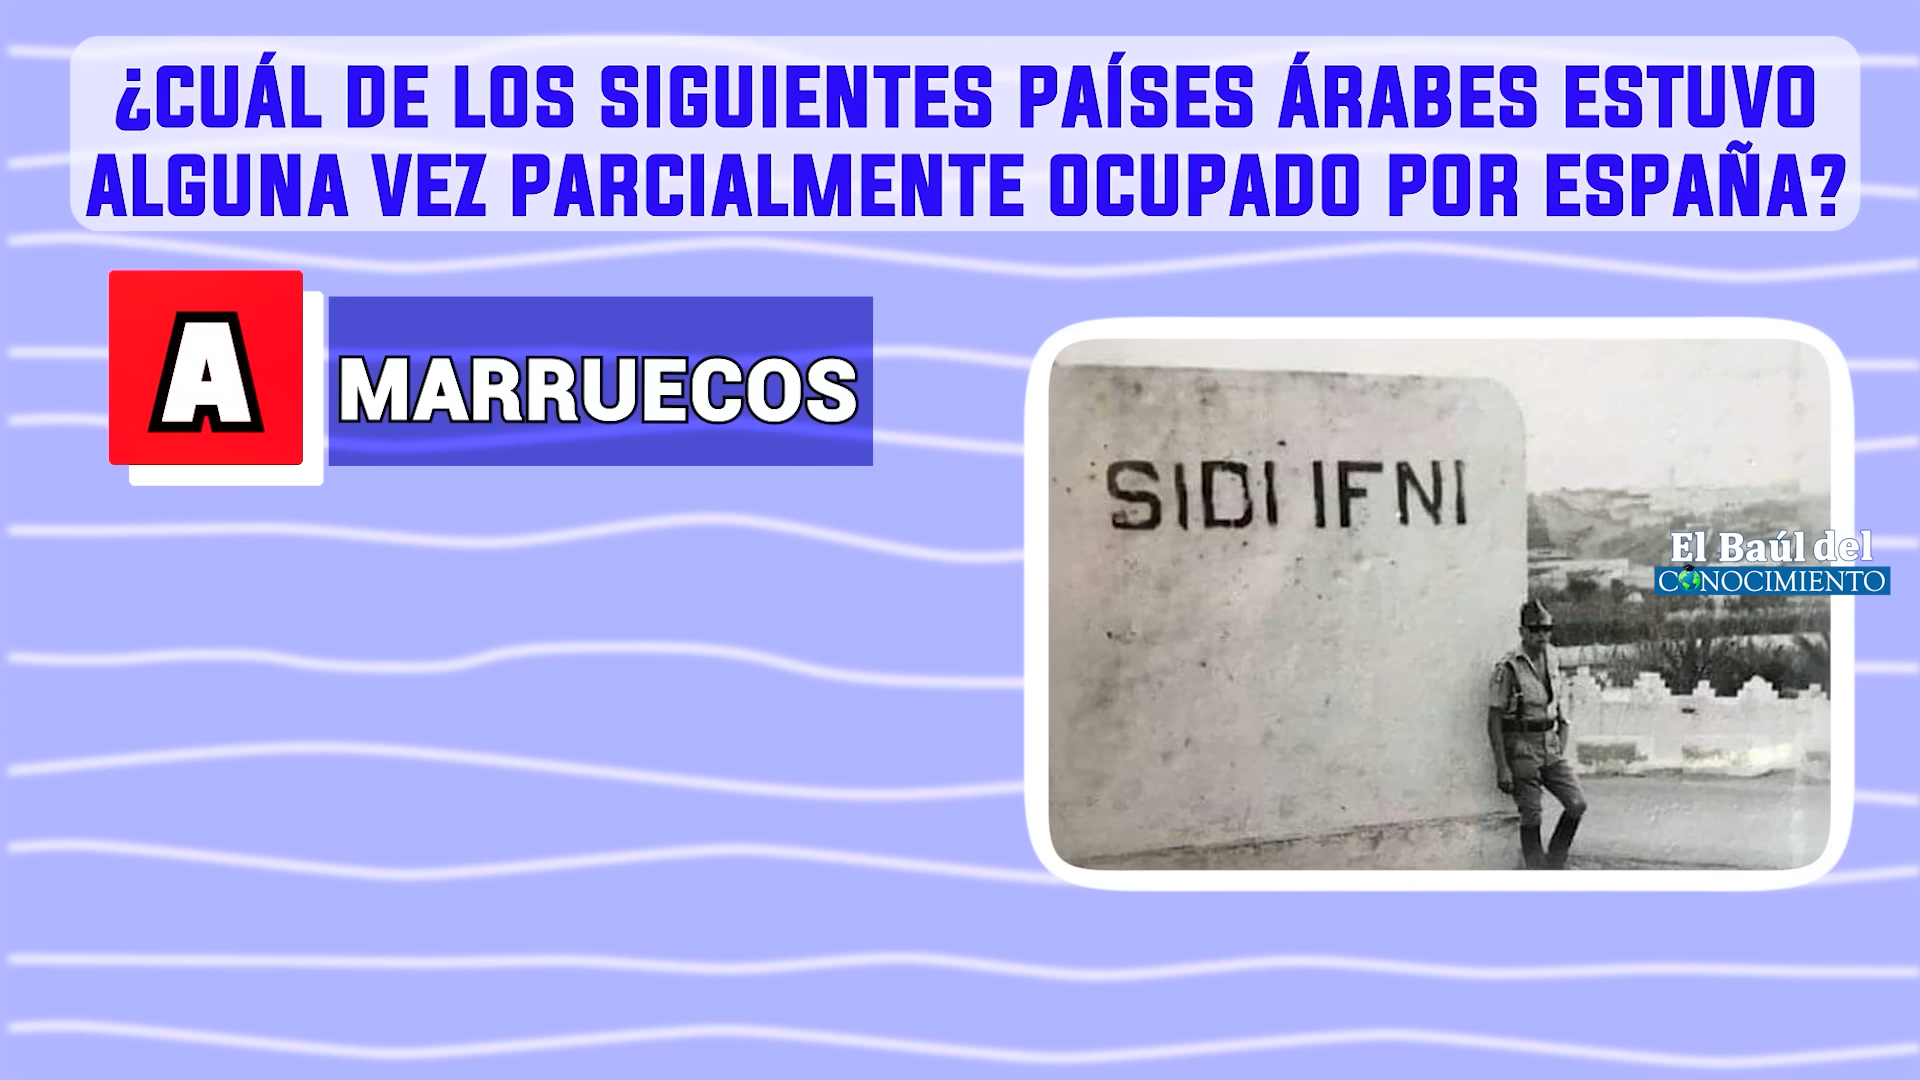 ¿CUÁL DE LOS SIGUIENTES PAÍSES ÁRABES ESTUVO
ALGUNA VEZ PARCIALMENTE OCUPADO POR ESPAÑA?
A
MARRUECOS
SIDI IFNI
El Baúl del
CONOCIMIENTO